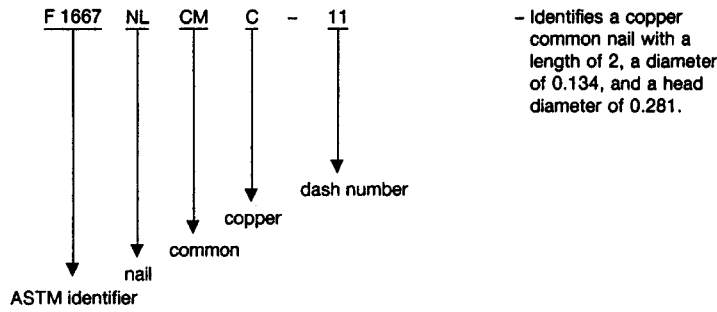 F 1667 NL CM C – 11
– Identifies a copper
common nail with a
length of 2, a diameter
of 0.134, and a head
diameter of 0.281.
dash number
copper
common
nail
ASTM identifier